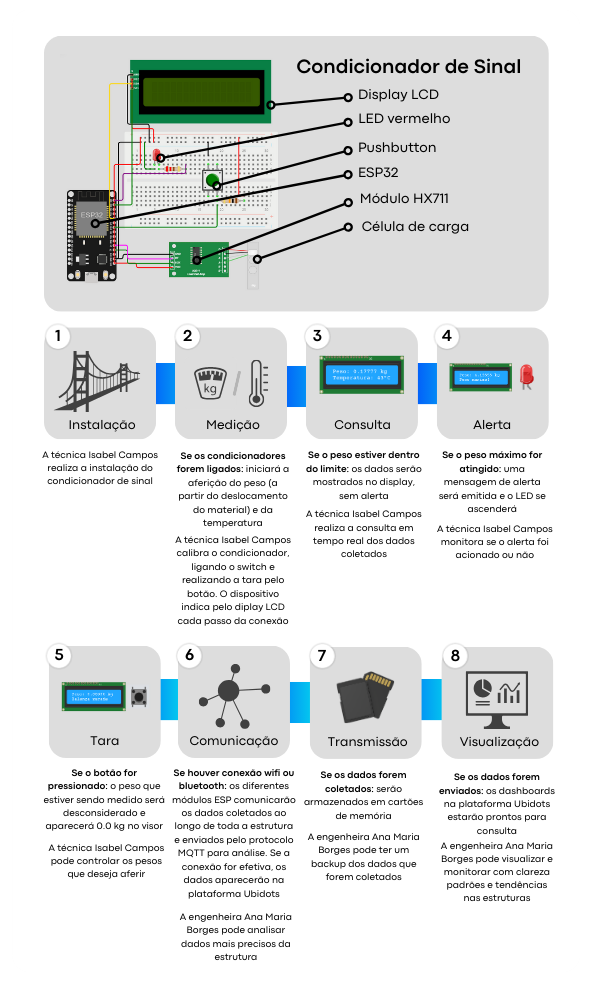 Condicionador de Sinal
Display LCD
LED vermelho
Pushbutton
ESP32
Módulo HX711
Célula de carga
ESP32
1
Instalação
A técnica Isabel Campos
realiza a instalação do
condicionador de sinal
2
kg
Medição
Se os condicionadores
forem ligados: iniciará a
aferição do peso (a
partir do deslocamento
do material) e da
temperatura
A técnica Isabel Campos
calibra o condicionador,
ligando o switch e
realizando a tara pelo
botão. O dispositivo
indica pelo diplay LCD
cada passo da conexão
3
Peso: 0.17777 kg
Temperatura: 43°C
Consulta
Se o peso estiver dentro
do limite: os dados serão
mostrados no display,
sem alerta
A técnica Isabel Campos
realiza a consulta em
tempo real dos dados
coletados
4
Alerta
Se o peso máximo for
atingido: uma
mensagem de alerta
será emitida e o LED se
ascenderá
A técnica Isabel Campos
monitora se o alerta foi
acionado ou não
5
Tara
Se o botão for
pressionado: o peso que
estiver sendo medido será
desconsiderado e
aparecerá 0.0 kg no visor
A técnica Isabel Campos
pode controlar os pesos
que deseja aferir
6
Comunicação
Se houver conexão wifi ou
bluetooth: os diferentes
módulos ESP comunicarão
os dados coletados ao
longo de toda a estrutura
e enviados pelo protocolo
MQTT para análise. Se a
conexão for efetiva, os
dados aparecerão na
plataforma Ubidots
A engenheira Ana Maria
Borges pode analisar
dados mais precisos da
estrutura
7
Transmissão
Se os dados forem
coletados: serão
armazenados em cartões
de memória
A engenheira Ana Maria
Borges pode ter um
backup dos dados que
forem coletados
8
Visualização
Se os dados forem
enviados: os dashboards
na plataforma Ubidots
estarão prontos para
consulta
A engenheira Ana Maria
Borges pode visualizar e
monitorar com clareza
padrões e tendências
nas estruturas